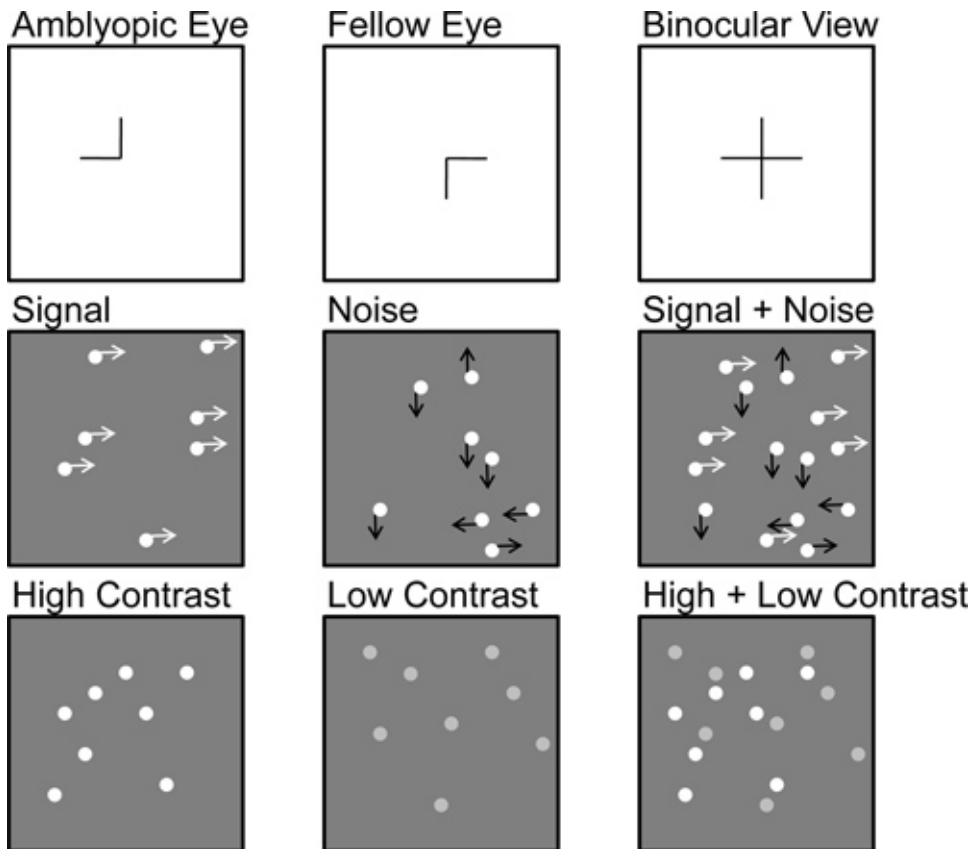 Amblyopic Eye
Fellow Eye
Binocular View
Signal
Noise
Signal + Noise
High Contrast
Low Contrast
High + Low Contrast